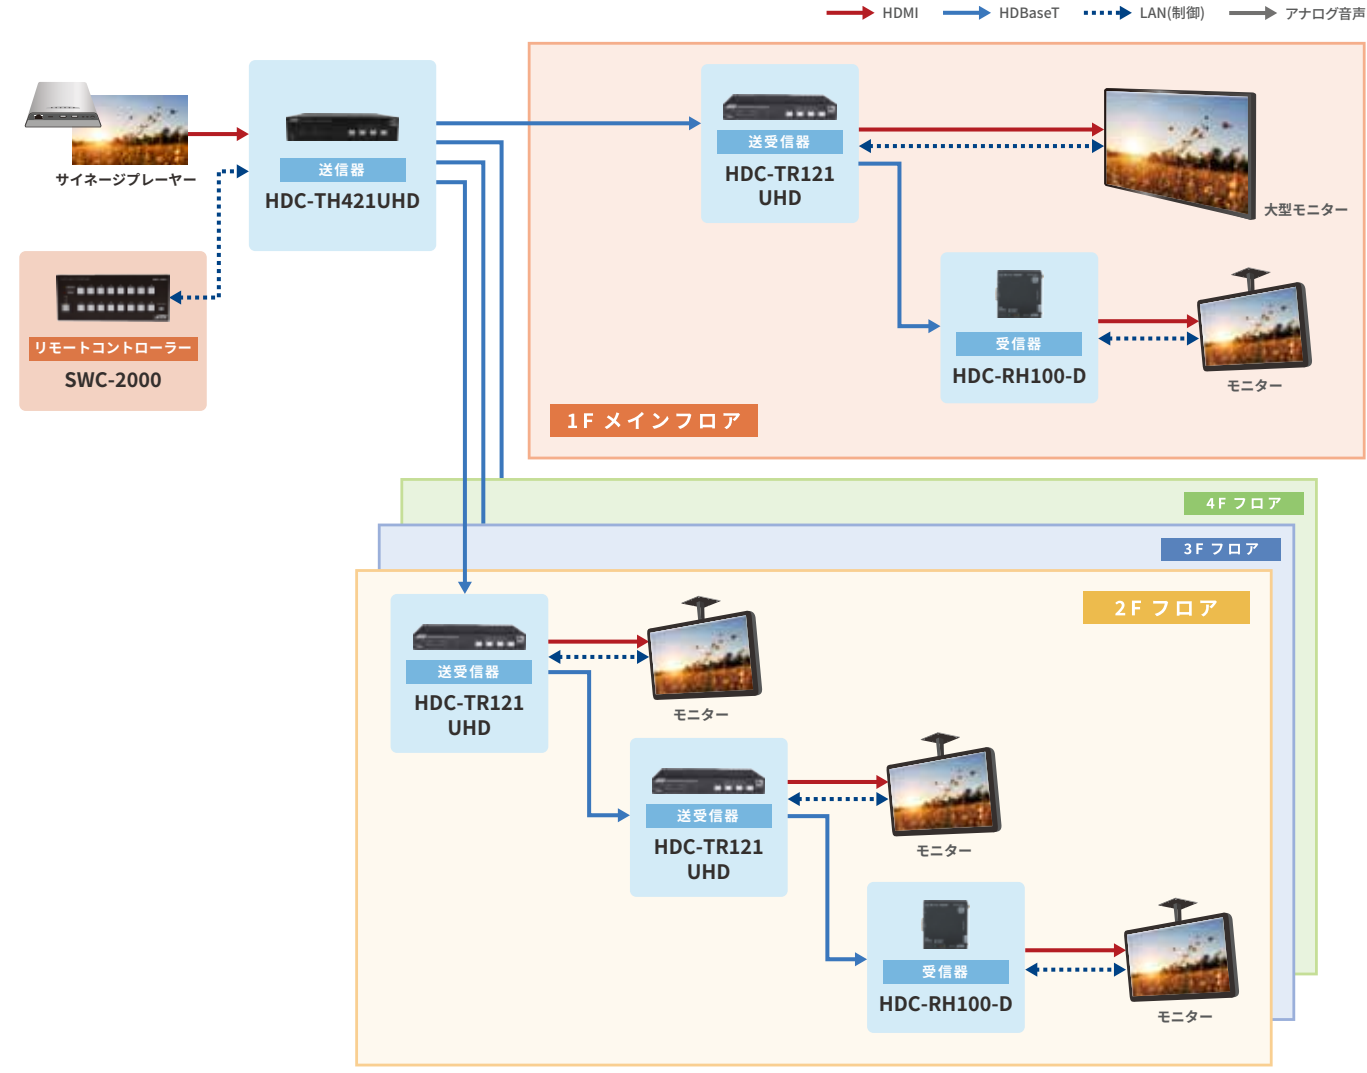 HDMI
HDBaseT
LAN(制御)
アナログ音声
サイネージプレーヤー
送信器
HDC-TH421UHD
リモートコントローラー
SWC-2000
送受信器
HDC-TR121
UHD
大型モニター
受信器
HDC-RH100-D
モニター
1F メインフロア
4F フロア
3F フロア
2F フロア
送受信器
HDC-TR121
UHD
モニター
送受信器
HDC-TR121
UHD
モニター
受信器
HDC-RH100-D
モニター